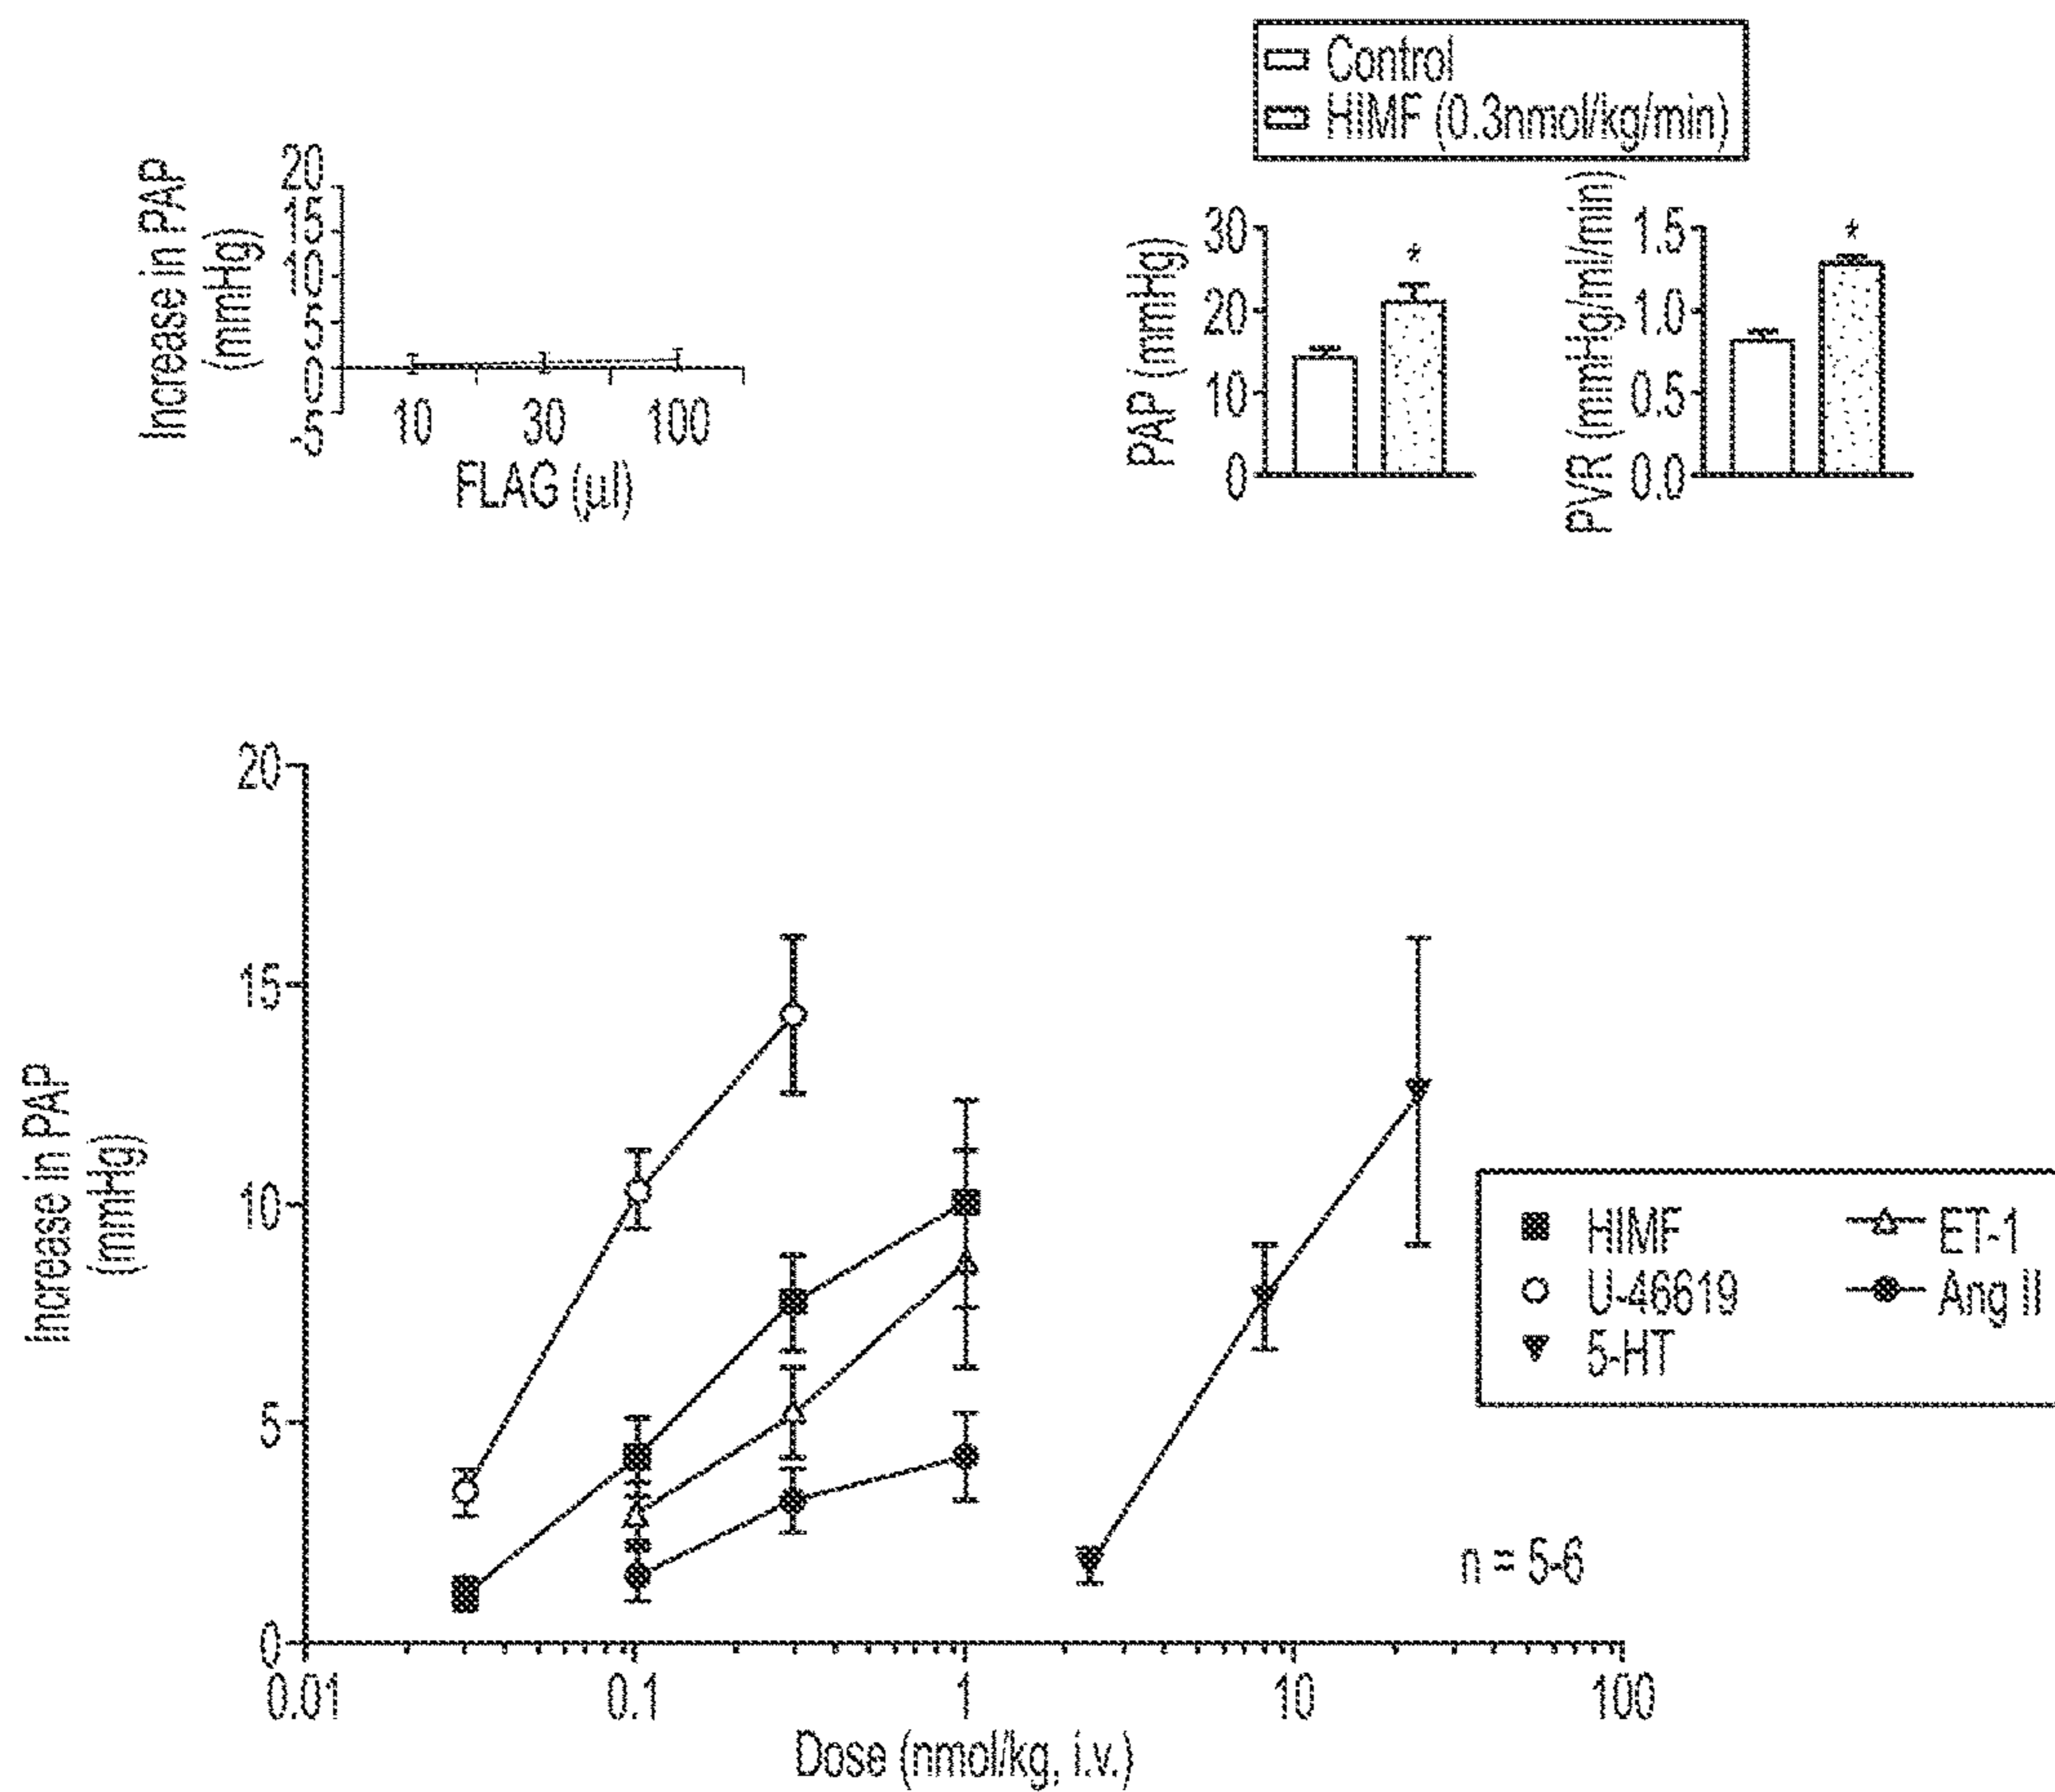 Control
HIMF (0.3nmol/kg/min)
Increase in PAP
(mmHg)
20
15
10
5
0
-5
10 30 100
FLAG (µl)
PAP (mmHg)
30
20
10
0
*
PVR (mmHg/ml/min)
1.5
1.0
0.5
0.0
*
Increase in PAP
(mmHg)
20
15
10
5
0
0.01 0.1 1 10 100
Dose (nmol/kg, i.v.)
HIMF ET-1
U-46619 Ang II
5-HT
n = 5-6